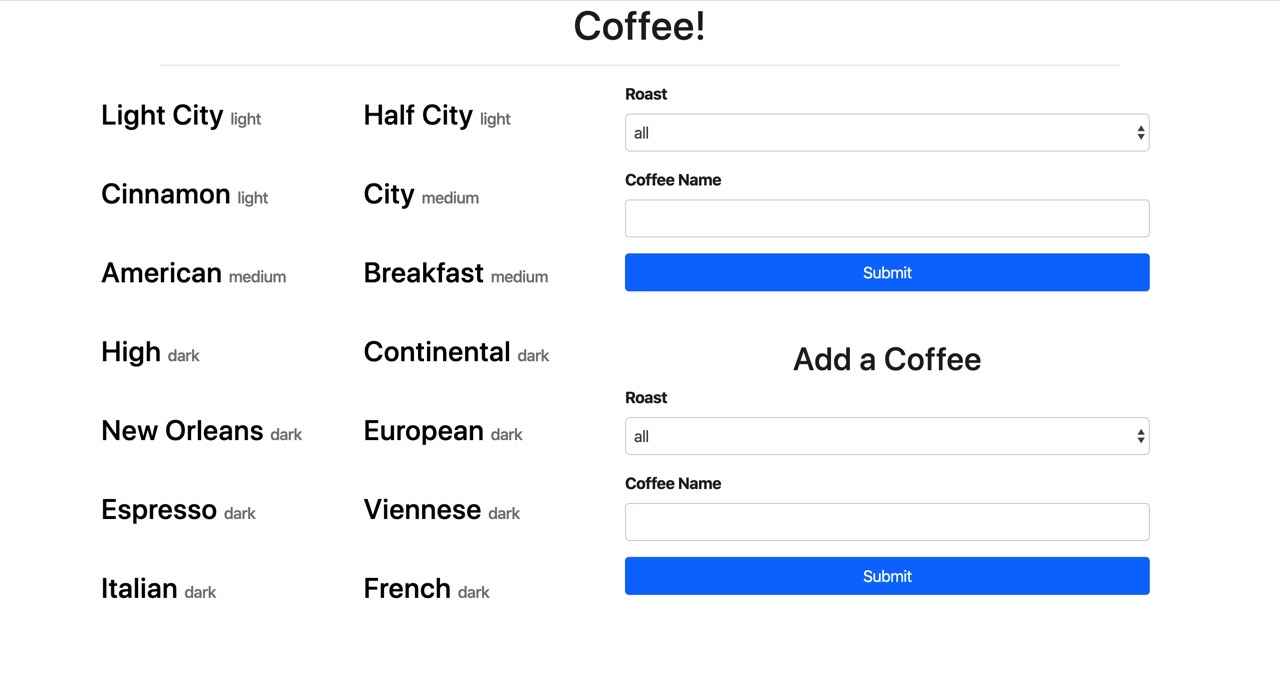 Coffee!
Light City light
Half City light
Cinnamon light
City medium
American medium
Breakfast medium
High dark
Continental dark
New Orleans dark
European dark
Espresso dark
Viennese dark
Italian dark
French dark
Roast
all
Coffee Name
Submit
Add a Coffee
Roast
all
Coffee Name
Submit